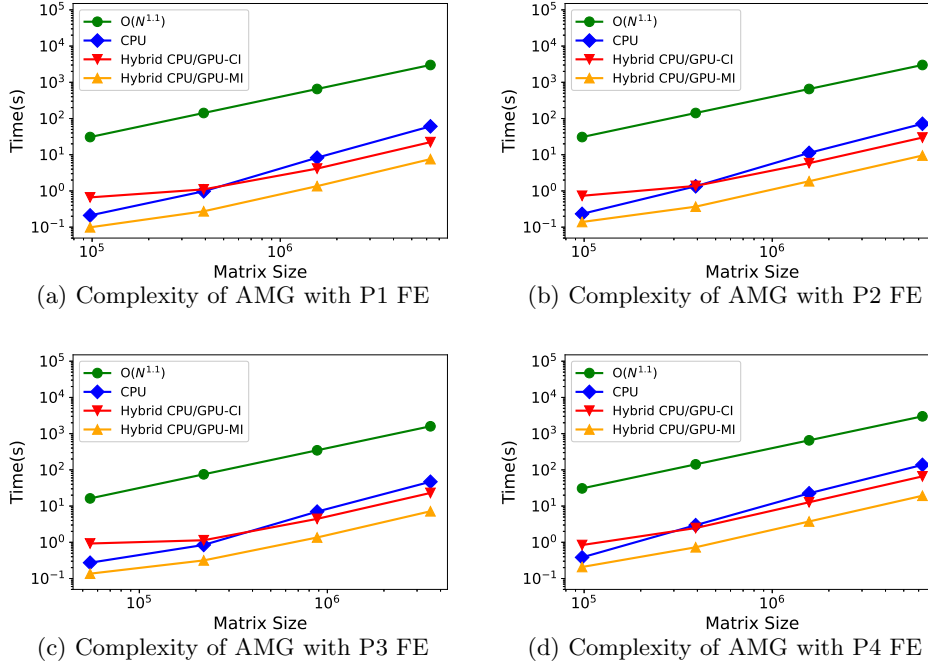 10^5
10^4
10^3
10^2
10^1
10^0
10^-1
Time(s)
O(N^1.1)
CPU
Hybrid CPU/GPU-CI
Hybrid CPU/GPU-MI
10^5
10^6
Matrix Size
(a) Complexity of AMG with P1 FE
10^5
10^4
10^3
10^2
10^1
10^0
10^-1
Time(s)
O(N^1.1)
CPU
Hybrid CPU/GPU-CI
Hybrid CPU/GPU-MI
10^5
10^6
Matrix Size
(b) Complexity of AMG with P2 FE
10^5
10^4
10^3
10^2
10^1
10^0
10^-1
Time(s)
O(N^1.1)
CPU
Hybrid CPU/GPU-CI
Hybrid CPU/GPU-MI
10^5
10^6
Matrix Size
(c) Complexity of AMG with P3 FE
10^5
10^4
10^3
10^2
10^1
10^0
10^-1
Time(s)
O(N^1.1)
CPU
Hybrid CPU/GPU-CI
Hybrid CPU/GPU-MI
10^5
10^6
Matrix Size
(d) Complexity of AMG with P4 FE